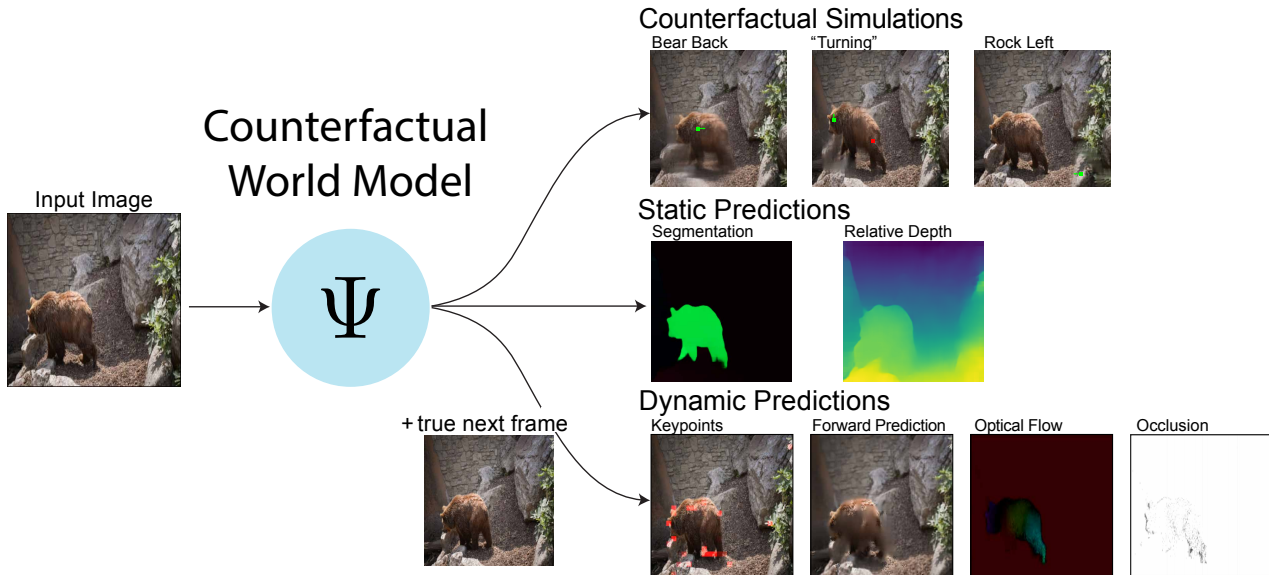 Counterfactual Simulations
Bear Back
“Turning”
Rock Left
Counterfactual
World Model
Input Image
Ψ
Static Predictions
Segmentation
Relative Depth
Dynamic Predictions
+ true next frame
Keypoints
Forward Prediction
Optical Flow
Occlusion